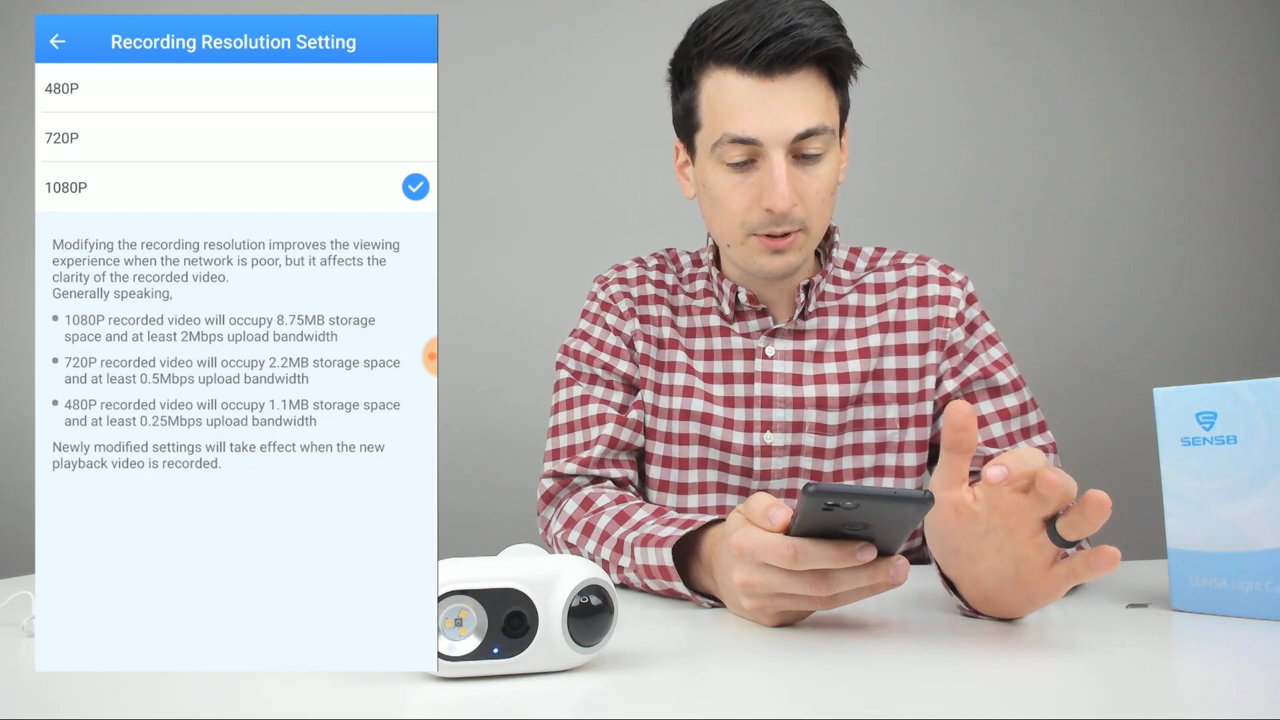 Recording Resolution Setting
480P
720P
1080P
Modifying the recording resolution improves the viewing
experience when the network is poor, but it affects the
clarity of the recorded video.
Generally speaking,
1080P recorded video will occupy 8.75MB storage
space and at least 2Mbps upload bandwidth
720P recorded video will occupy 2.2MB storage space
and at least 0.5Mbps upload bandwidth
480P recorded video will occupy 1.1MB storage space
and at least 0.25Mbps upload bandwidth
Newly modified settings will take effect when the new
playback video is recorded.
SENS8
SENS8 Light